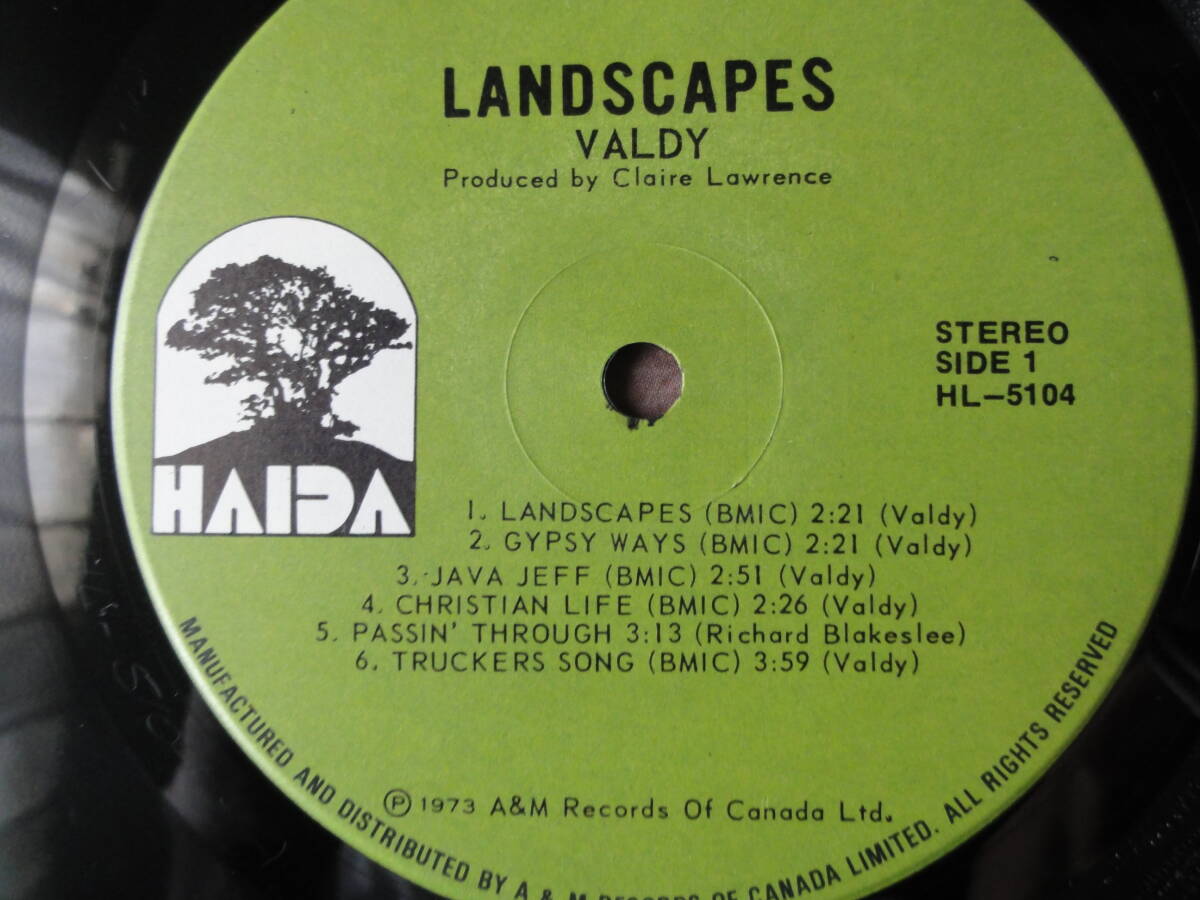 LANDSCAPES
VALDY
Produced by Claire Lawrence
HAIDA
STEREO
SIDE 1
HL-5104
1. LANDSCAPES (BMIC) 2:21 (Valdy)
2. GYPSY WAYS (BMIC) 2:21 (Valdy)
3. JAVA JEFF (BMIC) 2:51 (Valdy)
4. CHRISTIAN LIFE (BMIC) 2:26 (Valdy)
5. PASSIN' THROUGH 3:13 (Richard Blakeslee)
6. TRUCKERS SONG (BMIC) 3:59 (Valdy)
℗ 1973 A&M Records Of Canada Ltd.
MANUFACTURED AND DISTRIBUTED BY A & M RECORDS OF CANADA LIMITED. ALL RIGHTS RESERVED